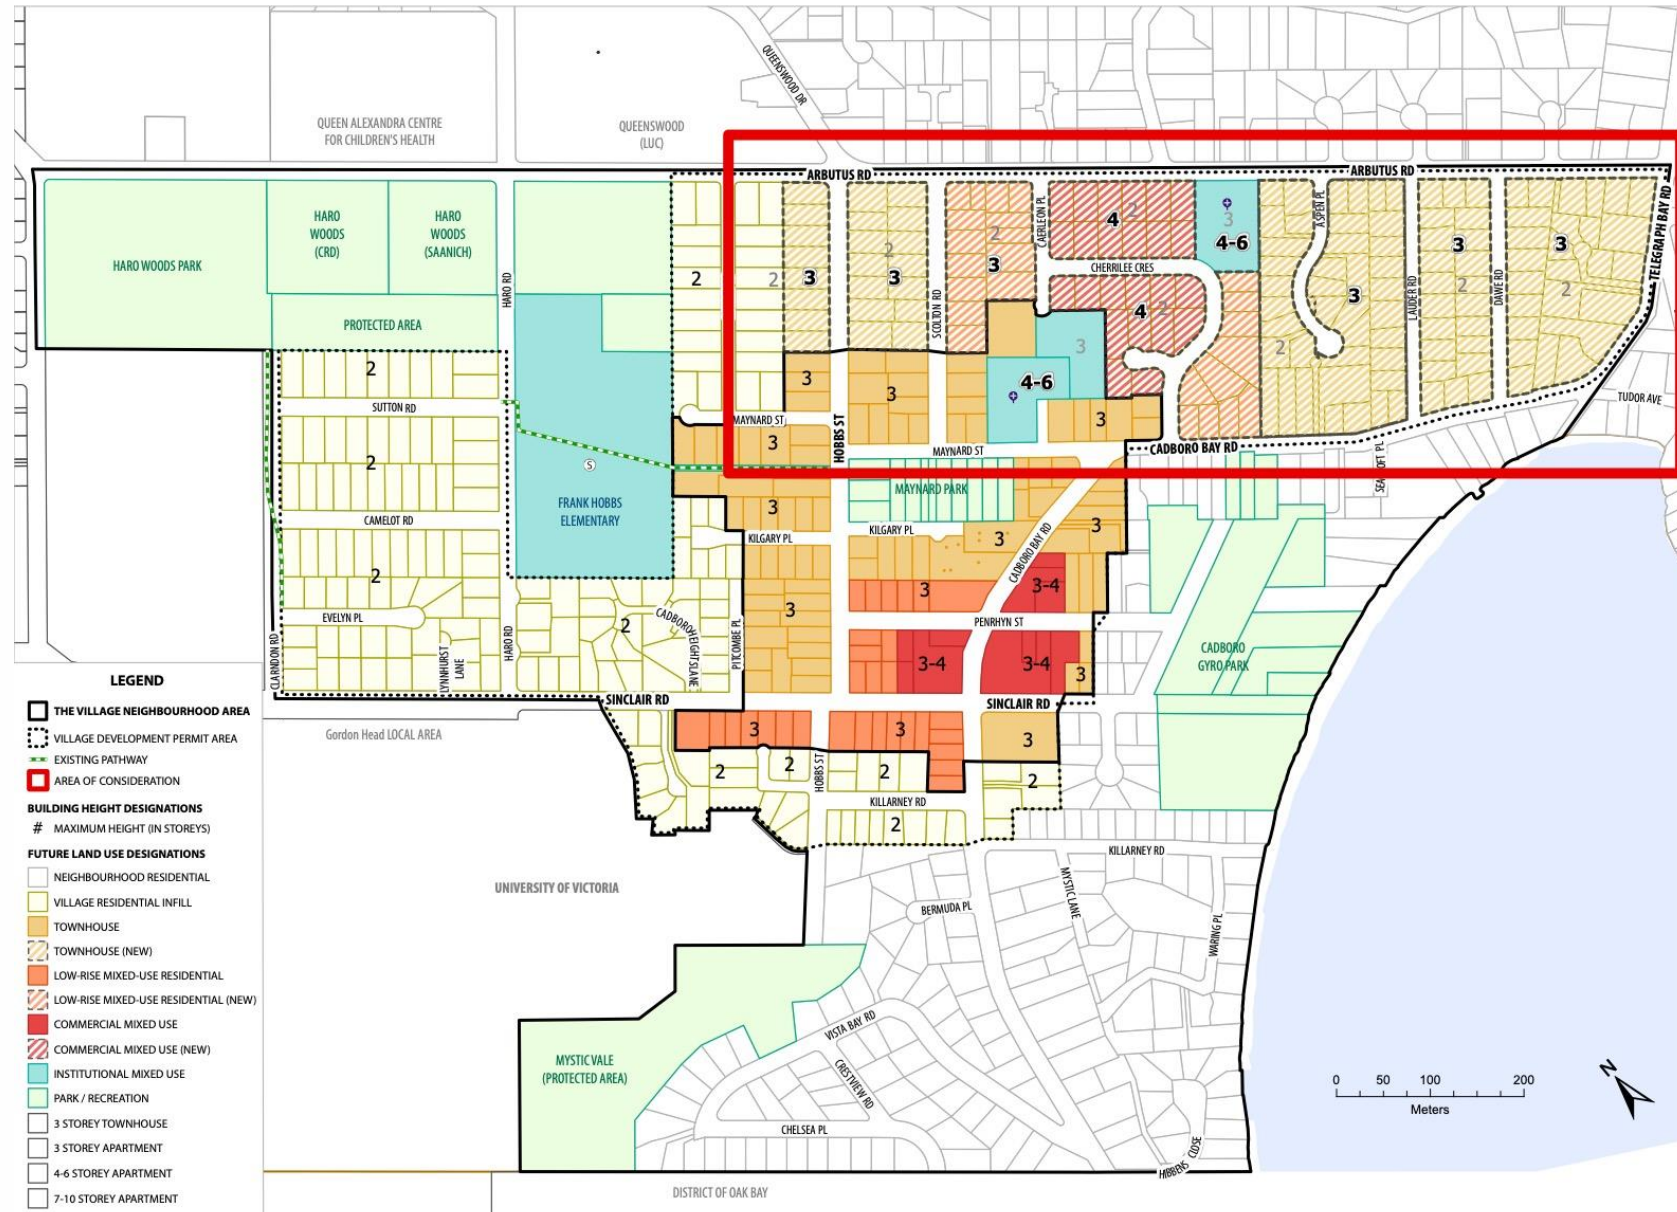 QUEENSWOOD DR
QUEEN ALEXANDRA CENTRE
FOR CHILDREN'S HEALTH
QUEENSWOOD
(LUC)
ARBUTUS RD
ARBUTUS RD
TELEGRAPH BAY RD
HARO WOODS PARK
HARO
WOODS
(CRD)
HARO
WOODS
(SAANICH)
HARO RD
PROTECTED AREA
2
2
3
2
3
SCOLTON RD
2
3
CAERLEON PL
4
2
3
4-6
CHERRILEE CRES
4
2
ASPEN PL
3
2
LAUDER RD
3
2
DAWE RD
3
2
3
4-6
3
3
3
2
SUTTON RD
2
MAYNARD ST
3
HOBBS ST
MAYNARD ST
CADBORO BAY RD
SEACROFT PL
TUDOR AVE
S
FRANK HOBBS
ELEMENTARY
MAYNARD PARK
3
CAMELOT RD
KILGARY PL
KILGARY PL
3
3
CADBORO BAY RD
2
3
3-4
3
EVELYN PL
2
CADBORO HEIGHTS LANE
PITCOMBE PL
PENRHYN ST
CLARNDON RD
LYNNHURST
LANE
HARO RD
3-4
3-4
3
CADBORO
GYRO PARK
SINCLAIR RD
SINCLAIR RD
Gordon Head LOCAL AREA
3
3
3
2
2
HOBBS ST
2
2
KILLARNEY RD
2
KILLARNEY RD
UNIVERSITY OF VICTORIA
BERMUDA PL
MYSTIC LANE
WARING PL
VISTA BAY RD
CRESTVIEW RD
MYSTIC VALE
(PROTECTED AREA)
CHELSEA PL
HIBBENS CLOSE
DISTRICT OF OAK BAY
0 50 100 200
Meters
N
LEGEND
THE VILLAGE NEIGHBOURHOOD AREA
VILLAGE DEVELOPMENT PERMIT AREA
EXISTING PATHWAY
AREA OF CONSIDERATION
BUILDING HEIGHT DESIGNATIONS
# MAXIMUM HEIGHT (IN STOREYS)
FUTURE LAND USE DESIGNATIONS
NEIGHBOURHOOD RESIDENTIAL
VILLAGE RESIDENTIAL INFILL
TOWNHOUSE
TOWNHOUSE (NEW)
LOW-RISE MIXED-USE RESIDENTIAL
LOW-RISE MIXED-USE RESIDENTIAL (NEW)
COMMERCIAL MIXED USE
COMMERCIAL MIXED USE (NEW)
INSTITUTIONAL MIXED USE
PARK / RECREATION
3 STOREY TOWNHOUSE
3 STOREY APARTMENT
4-6 STOREY APARTMENT
7-10 STOREY APARTMENT